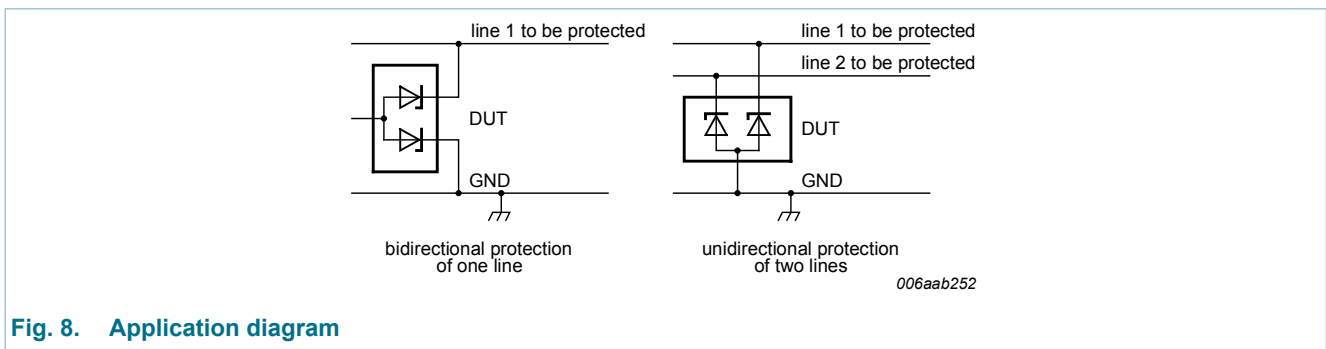 line 1 to be protected
DUT
GND
bidirectional protection
of one line
line 1 to be protected
line 2 to be protected
DUT
GND
unidirectional protection
of two lines
006aab252
Fig. 8. Application diagram